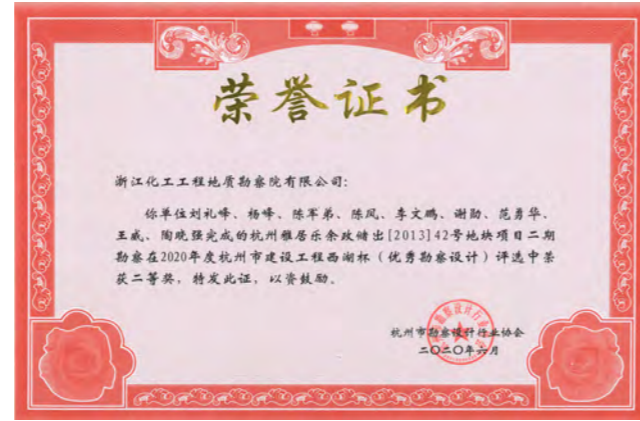 荣誉证书
浙江化工工程地质勘察院有限公司：
你单位刘礼峰、杨峰、陈军弟、陈凤、李文鹏、谢勋、范勇华、
王威、陶晓强完成的杭州雅居乐余政储出[2013]42号地块项目二期
勘察在2020年度杭州市建设工程西湖杯（优秀勘察设计）评选中荣
获二等奖，特发此证，以资鼓励。
杭州市勘察设计行业协会
二〇二〇年六月